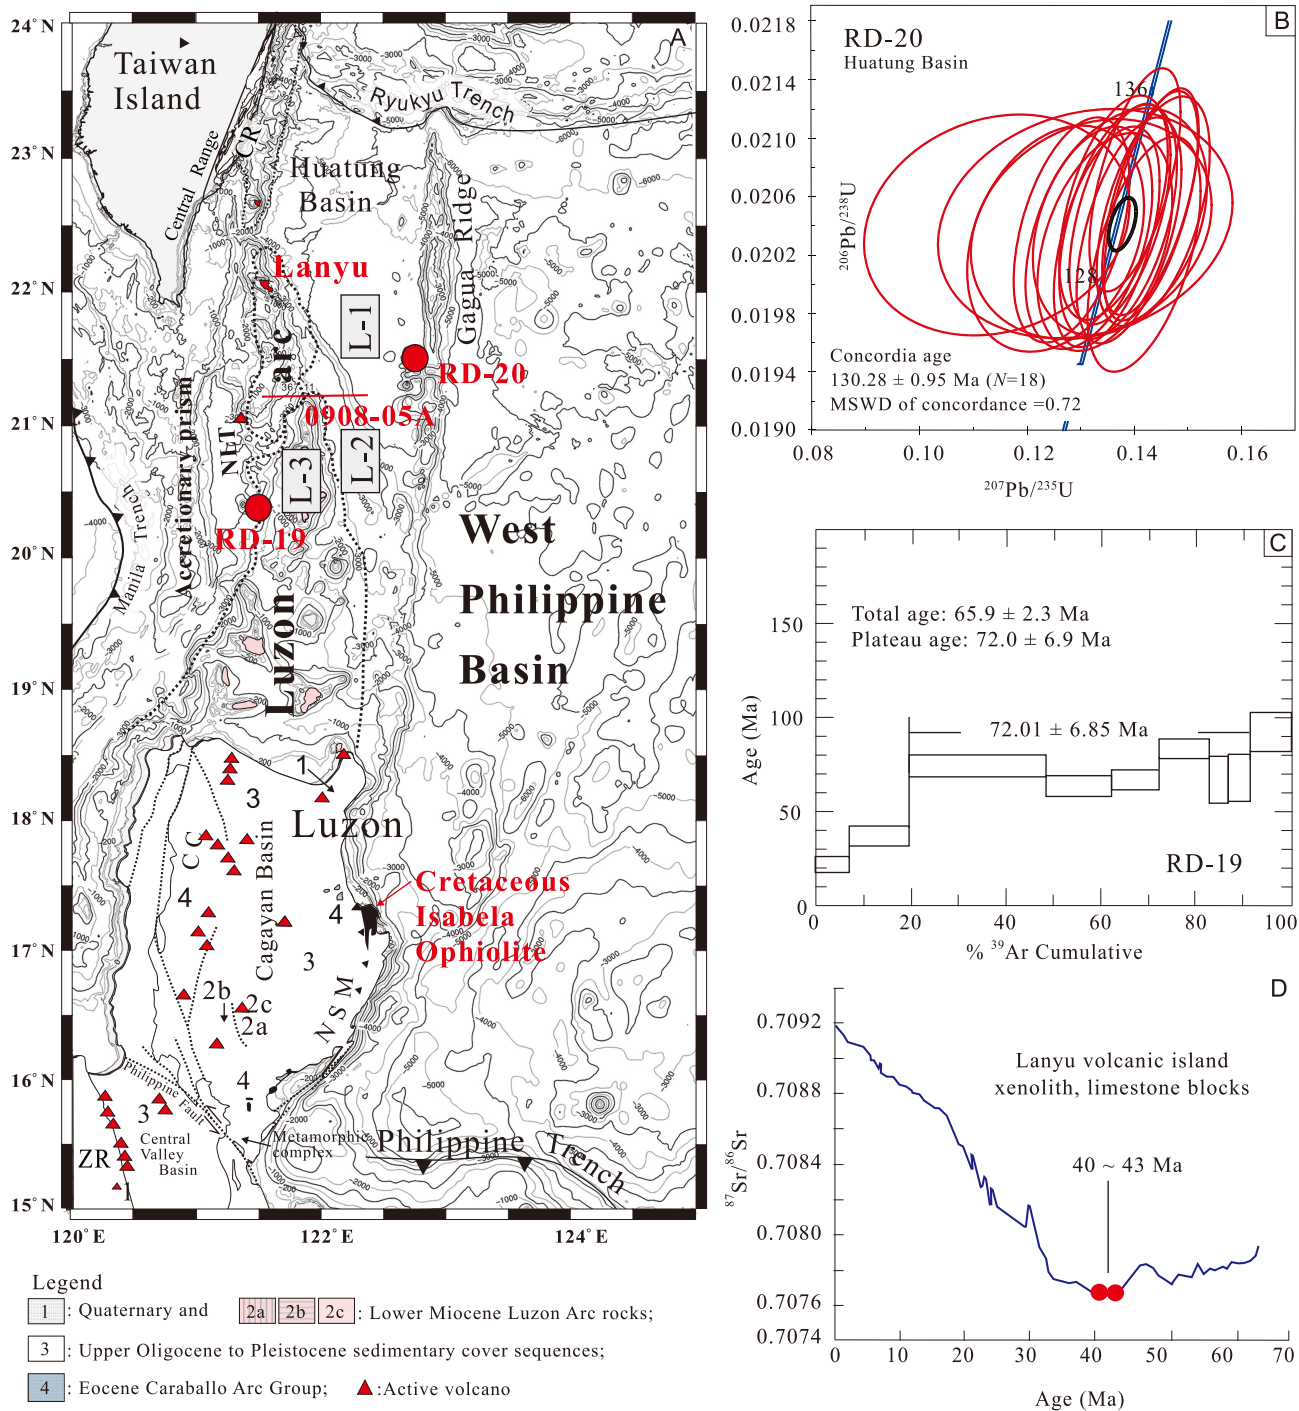 24°N
23°N
22°N
21°N
20°N
19°N
18°N
17°N
16°N
15°N
120°E
122°E
124°E
A
Taiwan
Island
Central Range
CR
Ryukyu Trench
Huatung
Basin
Gagua Ridge
Lanyu
L-1
arc
RD-20
0908-05A
L-2
L-3
NLT
Accretionary prism
Manila Trench
RD-19
Luzon
West
Philippine
Basin
1
3
Luzon
CC
4
Cagayan Basin
Cretaceous
Isabela
Ophiolite
4
3
2b
2c
2a
NSM
4
Philippine Fault
3
Central
Valley
Basin
Metamorphic
complex
ZR
1
Philippine Trench
Legend
1 : Quaternary and 2a 2b 2c : Lower Miocene Luzon Arc rocks;
3 : Upper Oligocene to Pleistocene sedimentary cover sequences;
4 : Eocene Caraballo Arc Group; :Active volcano
B
RD-20
Huatung Basin
136
128
Concordia age
130.28 ± 0.95 Ma (N=18)
MSWD of concordance =0.72
0.0218
0.0214
0.0210
0.0206
0.0202
0.0198
0.0194
0.0190
0.08 0.10 0.12 0.14 0.16
²⁰⁶Pb/²³⁸U
²⁰⁷Pb/²³⁵U
C
Total age: 65.9 ± 2.3 Ma
Plateau age: 72.0 ± 6.9 Ma
72.01 ± 6.85 Ma
RD-19
150
100
50
0
Age (Ma)
0 20 40 60 80 100
% ³⁹Ar Cumulative
D
Lanyu volcanic island
xenolith, limestone blocks
40 ~ 43 Ma
0.7092
0.7088
0.7084
0.7080
0.7076
0.7074
⁸⁷Sr/⁸⁶Sr
0 10 20 30 40 50 60 70
Age (Ma)